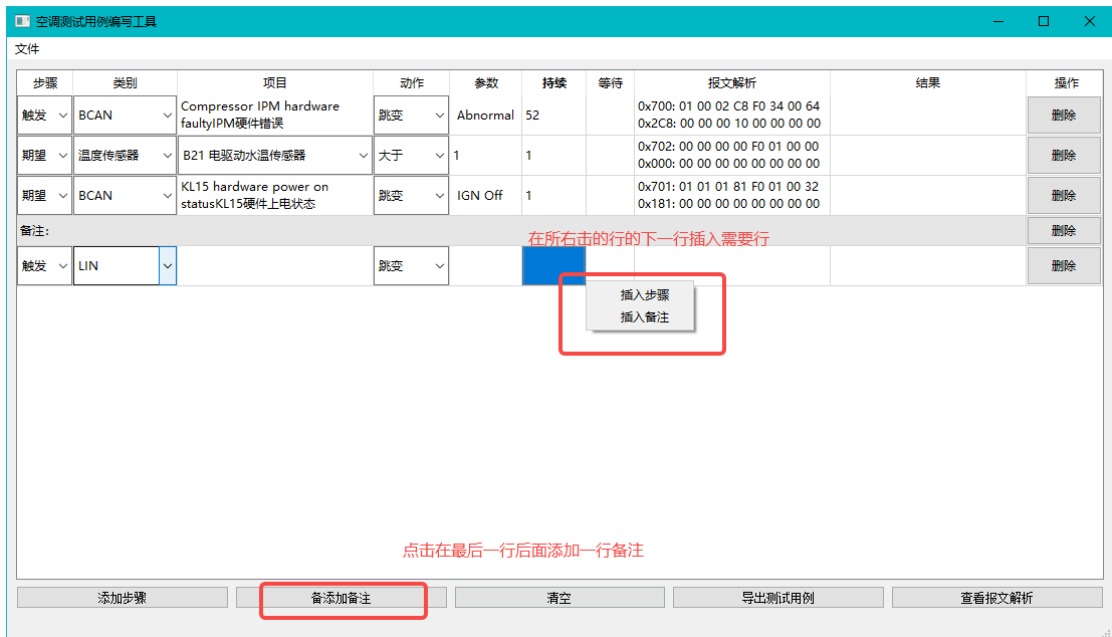 空调测试用例编写工具
文件
步骤 类别 项目 动作 参数 持续 等待 报文解析 结果 操作
触发 BCAN Compressor IPM hardware faultyIPM硬件错误 跳变 Abnormal 52 0x700: 01 00 02 C8 F0 34 00 64 0x2C8: 00 00 00 10 00 00 00 00 删除
期望 温度传感器 B21 电驱动水温传感器 大于 1 1 0x702: 00 00 00 00 F0 01 00 00 0x000: 00 00 00 00 00 00 00 00 删除
期望 BCAN KL15 hardware power on statusKL15硬件上电状态 跳变 IGN Off 1 0x701: 01 01 01 81 F0 01 00 32 0x181: 00 00 00 00 00 00 00 00 删除
备注: 删除
在所右击的行的下一行插入需要行
触发 LIN 跳变 删除
插入步骤
插入备注
点击在最后一行后面添加一行备注
添加步骤 备添加备注 清空 导出测试用例 查看报文解析